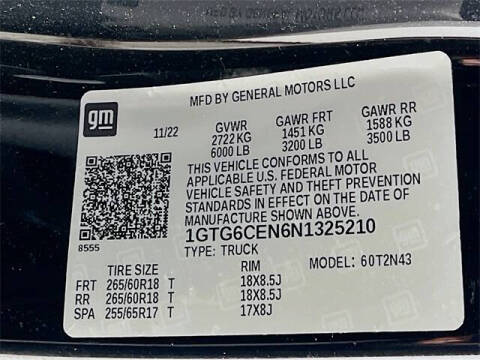 MFD BY GENERAL MOTORS LLC
gm
11/22
GVWR GAWR FRT GAWR RR
2722 KG 1451 KG 1588 KG
6000 LB 3200 LB 3500 LB
THIS VEHICLE CONFORMS TO ALL
APPLICABLE U.S. FEDERAL MOTOR
VEHICLE SAFETY AND THEFT PREVENTION
STANDARDS IN EFFECT ON THE DATE OF
MANUFACTURE SHOWN ABOVE.
8555
1GTG6CEN6N1325210
TYPE: TRUCK
TIRE SIZE RIM MODEL: 60T2N43
FRT 265/60R18 T 18X8.5J
RR 265/60R18 T 18X8.5J
SPA 255/65R17 T 17X8J